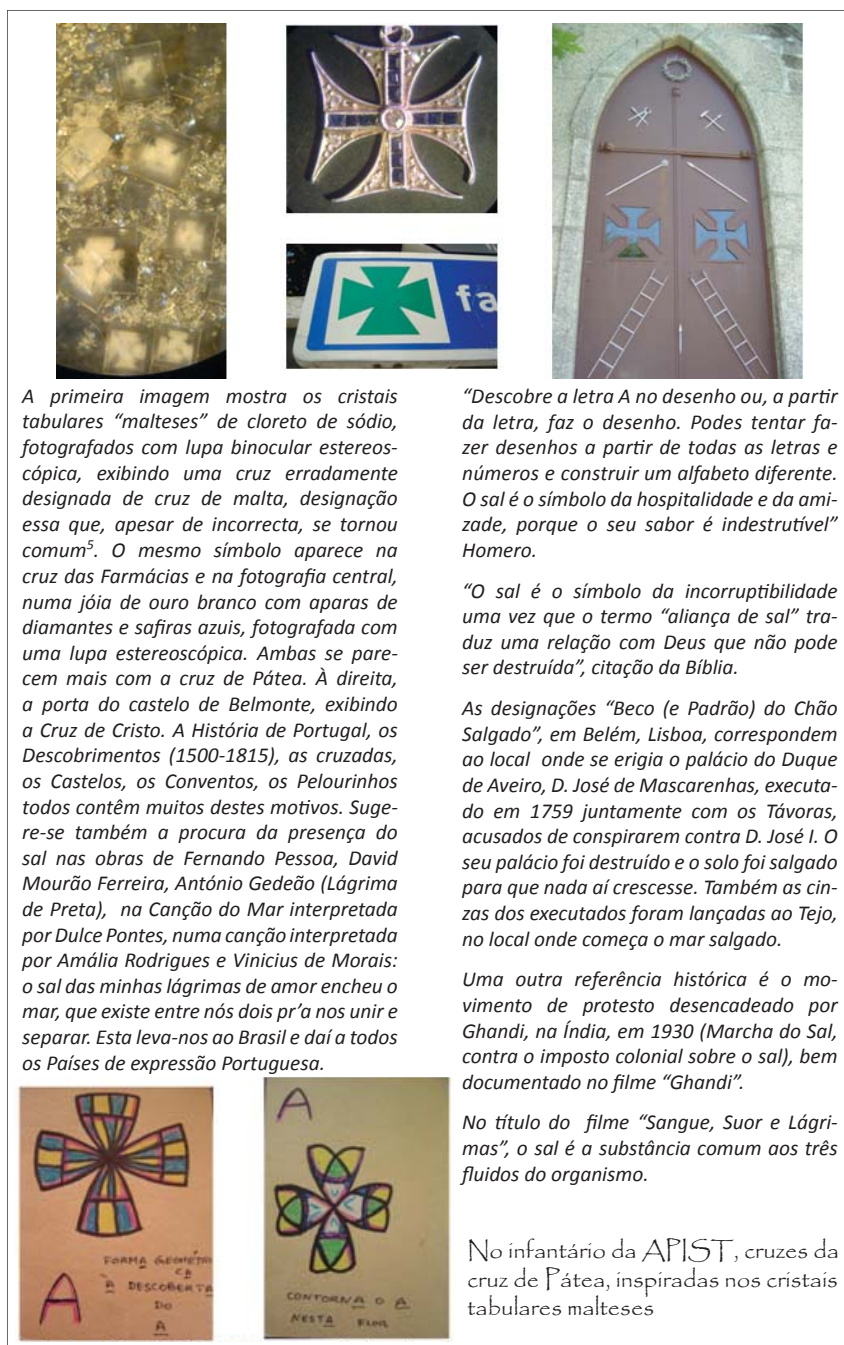 fa
A primeira imagem mostra os cristais
tabulares “malteses” de cloreto de sódio,
fotografados com lupa binocular estereos-
cópica, exibindo uma cruz erradamente
designada de cruz de malta, designação
essa que, apesar de incorrecta, se tornou
comum⁵. O mesmo símbolo aparece na
cruz das Farmácias e na fotografia central,
numa jóia de ouro branco com aparas de
diamantes e safiras azuis, fotografada com
uma lupa estereoscópica. Ambas se pare-
cem mais com a cruz de Pátea. À direita,
a porta do castelo de Belmonte, exibindo
a Cruz de Cristo. A História de Portugal, os
Descobrimentos (1500-1815), as cruzadas,
os Castelos, os Conventos, os Pelourinhos
todos contêm muitos destes motivos. Suge-
re-se também a procura da presença do
sal nas obras de Fernando Pessoa, David
Mourão Ferreira, António Gedeão (Lágrima
de Preta), na Canção do Mar interpretada
por Dulce Pontes, numa canção interpretada
por Amália Rodrigues e Vinicius de Morais:
o sal das minhas lágrimas de amor encheu o
mar, que existe entre nós dois pr’a nos unir e
separar. Esta leva-nos ao Brasil e daí a todos
os Países de expressão Portuguesa.
“Descobre a letra A no desenho ou, a partir
da letra, faz o desenho. Podes tentar fa-
zer desenhos a partir de todas as letras e
números e construir um alfabeto diferente.
O sal é o símbolo da hospitalidade e da ami-
zade, porque o seu sabor é indestrutível”
Homero.
“O sal é o símbolo da incorruptibilidade
uma vez que o termo “aliança de sal” tra-
duz uma relação com Deus que não pode
ser destruída”, citação da Bíblia.
As designações “Beco (e Padrão) do Chão
Salgado”, em Belém, Lisboa, correspondem
ao local onde se erigia o palácio do Duque
de Aveiro, D. José de Mascarenhas, executa-
do em 1759 juntamente com os Távoras,
acusados de conspirarem contra D. José I. O
seu palácio foi destruído e o solo foi salgado
para que nada aí crescesse. Também as cin-
zas dos executados foram lançadas ao Tejo,
no local onde começa o mar salgado.
Uma outra referência histórica é o mo-
vimento de protesto desencadeado por
Ghandi, na Índia, em 1930 (Marcha do Sal,
contra o imposto colonial sobre o sal), bem
documentado no filme “Ghandi”.
No título do filme “Sangue, Suor e Lágri-
mas”, o sal é a substância comum aos três
fluidos do organismo.
FORMA GEOMÉTRI
CA
À DESCOBERTA
DO
A
A
A
CONTORNA O A
NESTA FLOR
No infantário da APIST, cruzes da
cruz de Pátea, inspiradas nos cristais
tabulares malteses